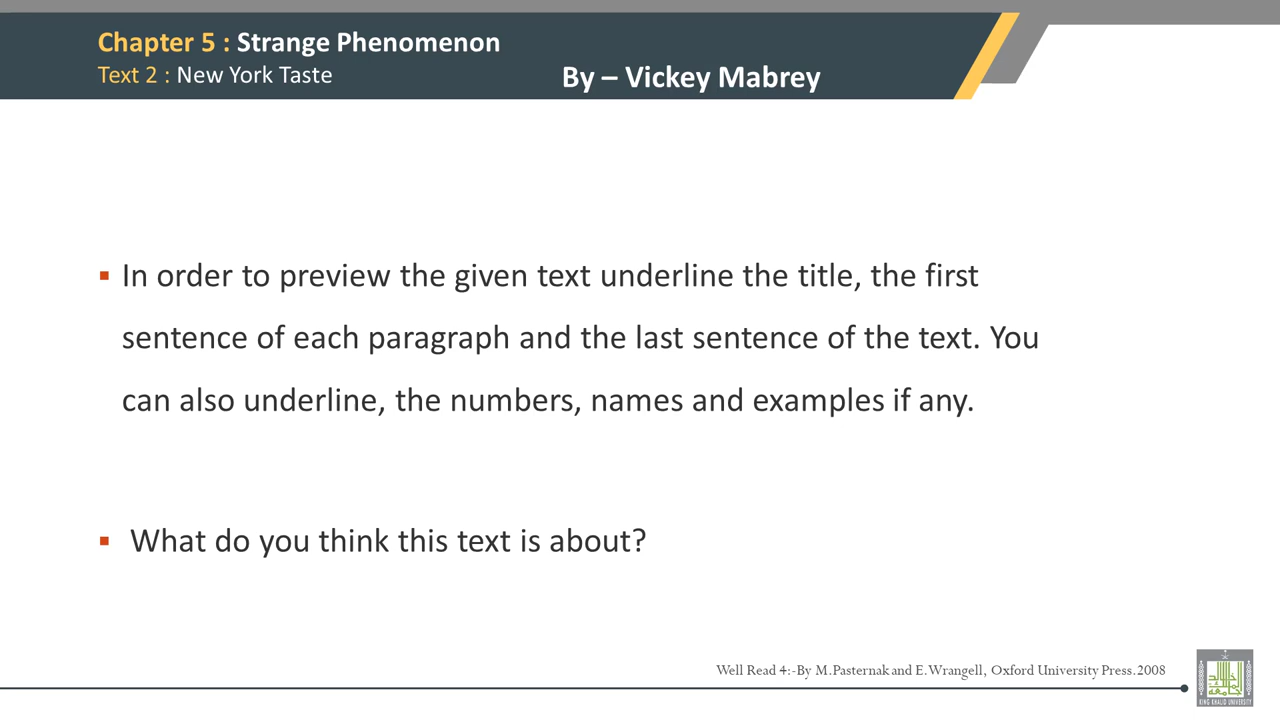 Chapter 5 : Strange Phenomenon
Text 2 : New York Taste
By – Vickey Mabrey
▪ In order to preview the given text underline the title, the first
sentence of each paragraph and the last sentence of the text. You
can also underline, the numbers, names and examples if any.
▪ What do you think this text is about?
Well Read 4:-By M.Pasternak and E.Wrangell, Oxford University Press.2008
KING KHALID UNIVERSITY